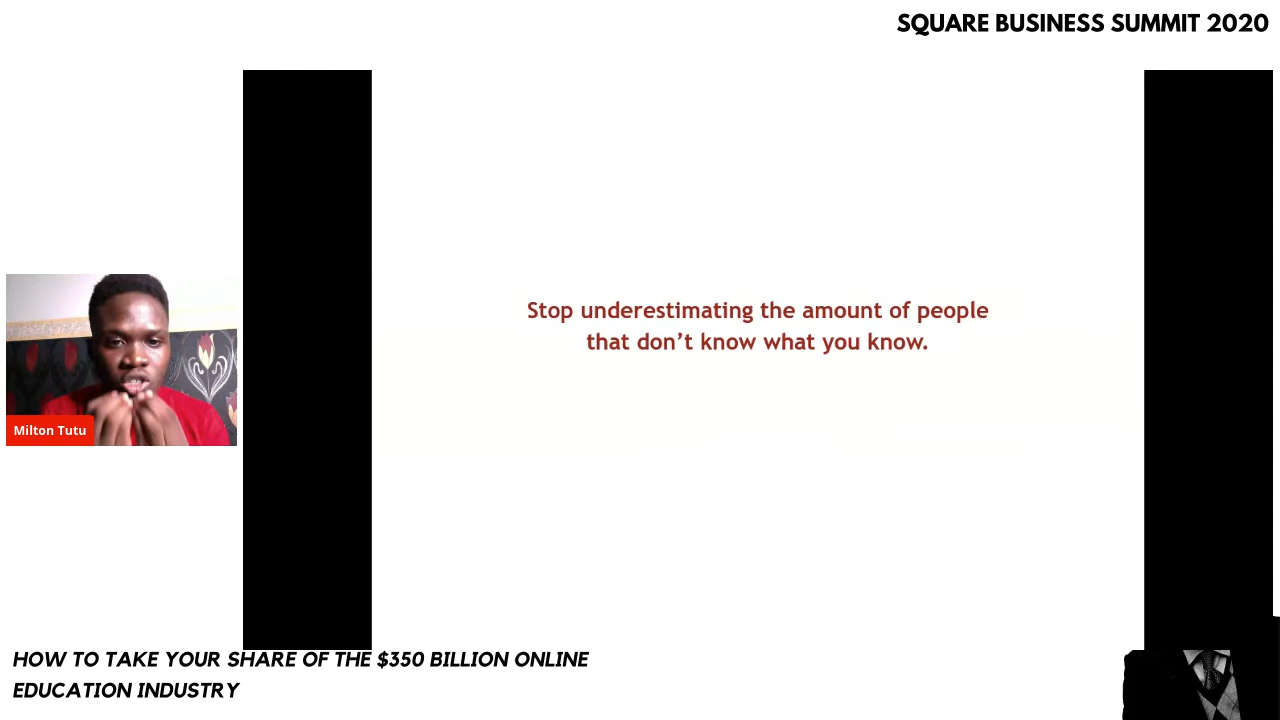 SQUARE BUSINESS SUMMIT 2020
Stop underestimating the amount of people
that don’t know what you know.
Milton Tutu
HOW TO TAKE YOUR SHARE OF THE $350 BILLION ONLINE
EDUCATION INDUSTRY